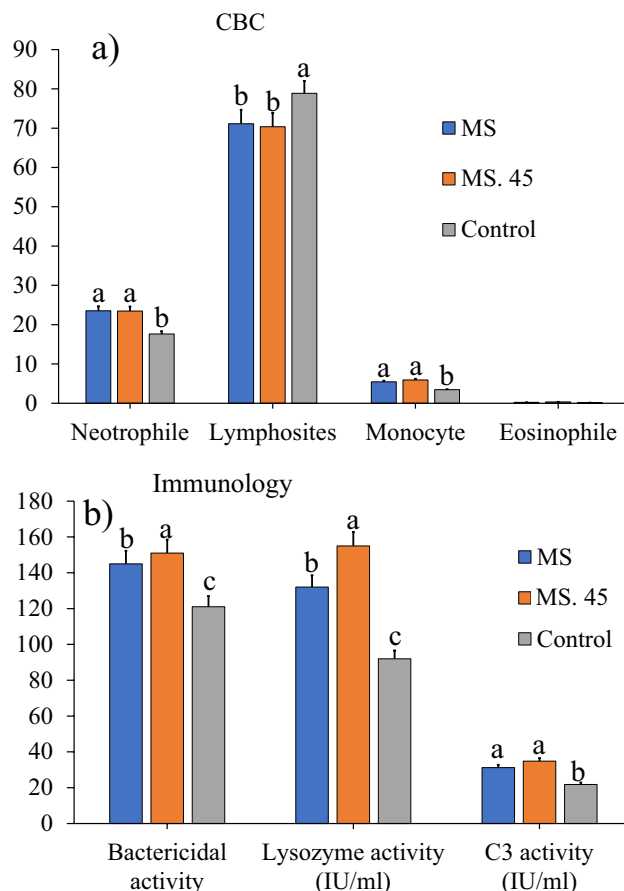 CBC
a)
90
80
70
60
50
40
30
20
10
0
a a b
b b a
a a b
MS
MS. 45
Control
Neotrophile Lymphosites Monocyte Eosinophile
Immunology
b)
180
160
140
120
100
80
60
40
20
0
b a c
b a c
a a b
MS
MS. 45
Control
Bactericidal activity
Lysozyme activity (IU/ml)
C3 activity (IU/ml)